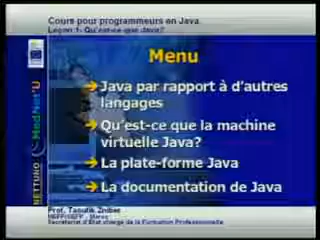 Cours pour programmeurs en Java
Leçon 1- Qu'est-ce que Java?
Menu
Java par rapport à d'autres
langages
Qu'est-ce que la machine
virtuelle Java?
La plate-forme Java
La documentation de Java
NETTUNO MedNet'U
Prof. Taoufik Zniber
Secrétariat d'Etat chargé de la Formation Professionnelle